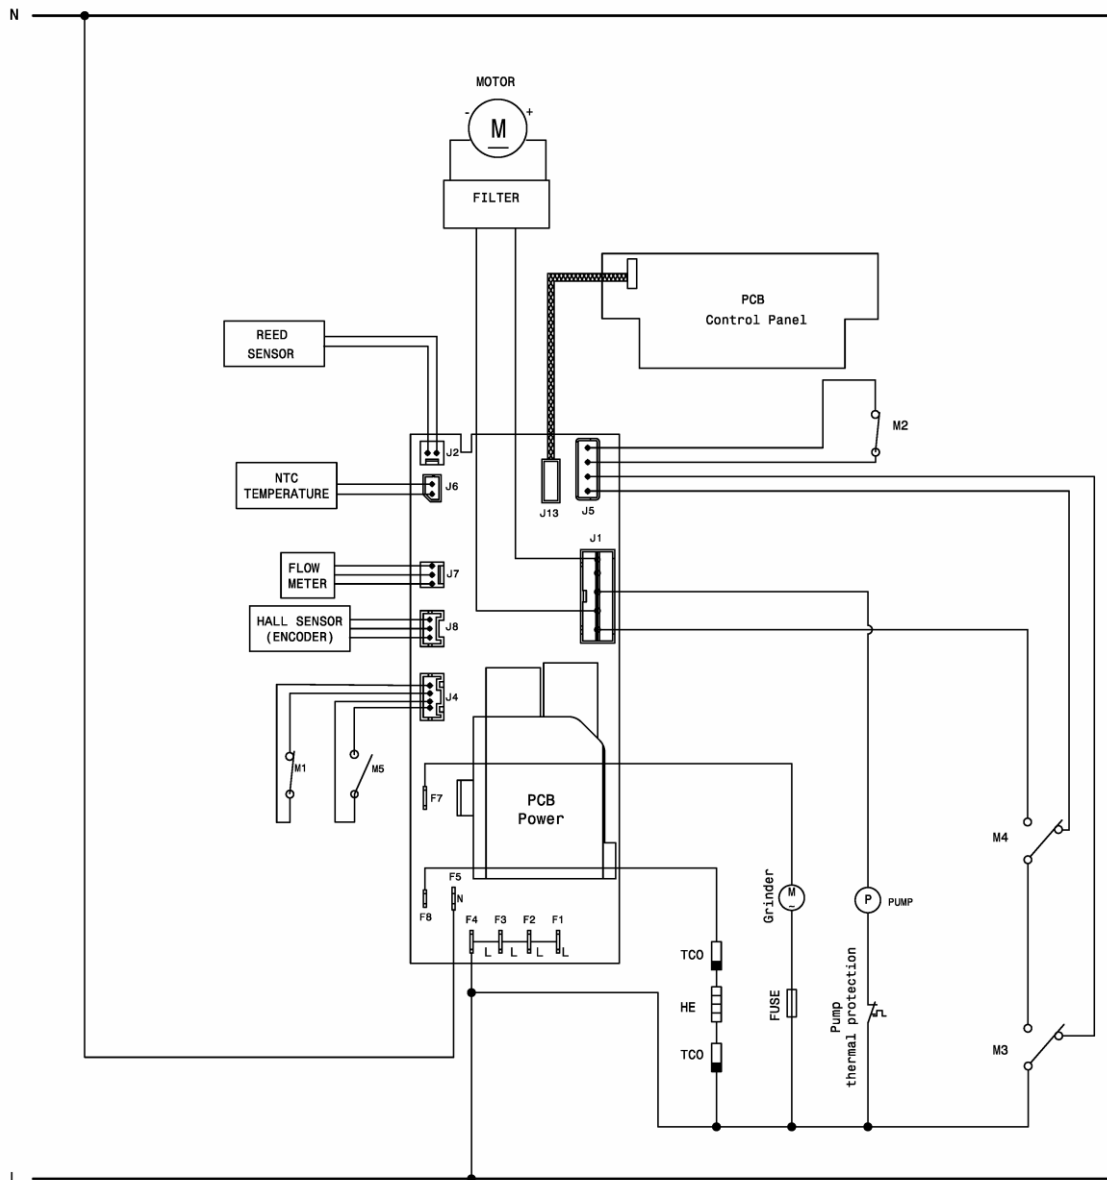 N
MOTOR
- +
M
FILTER
PCB
Control Panel
REED
SENSOR
M2
J2
NTC
TEMPERATURE
J6
J13
J5
J1
FLOW
METER
J7
HALL SENSOR
(ENCODER)
J8
J4
M1
M5
F7
PCB
Power
M4
Grinder
M
~
P
PUMP
F5
N
F8
F4
F3
F2
F1
L
L
L
L
TCO
HE
TCO
FUSE
Pump
thermal protection
M3
L